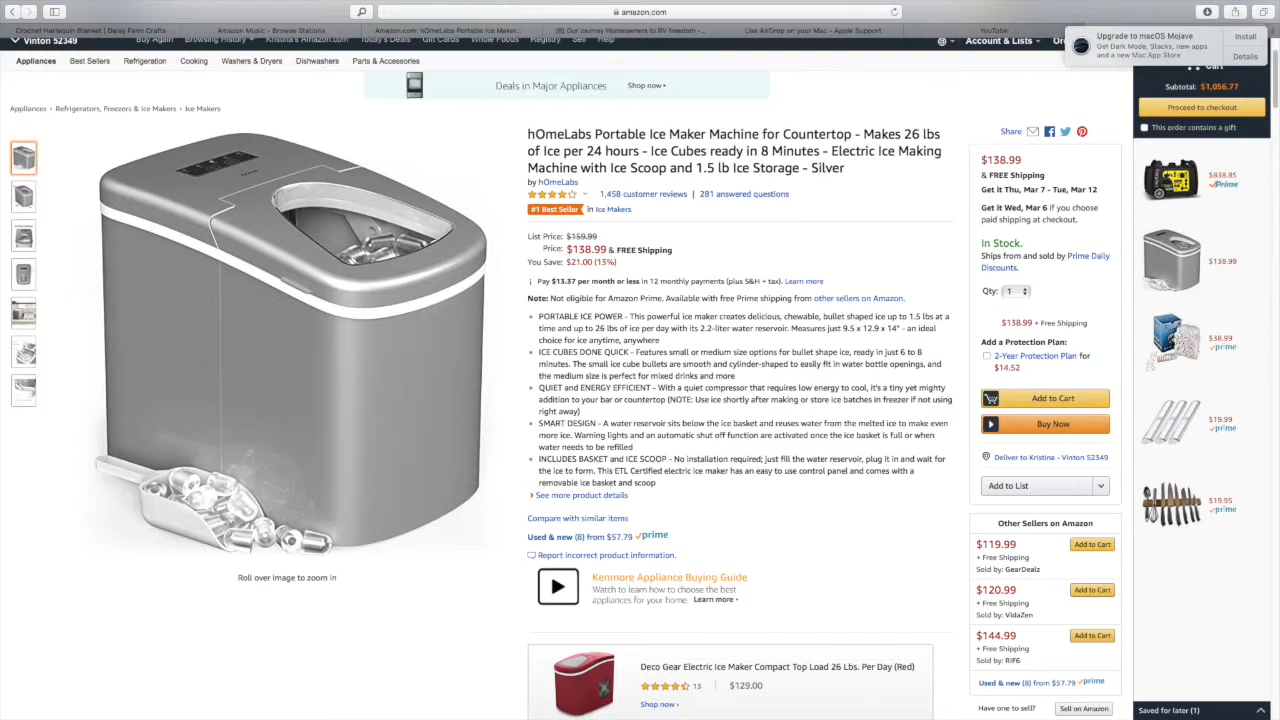 amazon.com
Crochet Harlequin Blanket | Daisy Farm Crafts
Amazon Music - Browse Stations
Amazon.com: hOmeLabs Portable Ice Maker...
(6) Our Journey Homeowners to RV freedom -...
Use AirDrop on your Mac - Apple Support
YouTube
Upgrade to macOS Mojave
Get Dark Mode, Stacks, new apps
and a new Mac App Store
Install
Details
Vinton 52349
Buy Again
Browsing History
Kristina's Amazon.com
Today's Deals
Gift Cards
Whole Foods
Registry
Sell
Help
Account & Lists
Cart
Appliances
Best Sellers
Refrigeration
Cooking
Washers & Dryers
Dishwashers
Parts & Accessories
Deals in Major Appliances
Shop now
Appliances › Refrigerators, Freezers & Ice Makers › Ice Makers
Roll over image to zoom in
hOmeLabs Portable Ice Maker Machine for Countertop - Makes 26 lbs
of Ice per 24 hours - Ice Cubes ready in 8 Minutes - Electric Ice Making
Machine with Ice Scoop and 1.5 lb Ice Storage - Silver
by hOmeLabs
1,458 customer reviews | 281 answered questions
#1 Best Seller in Ice Makers
List Price: $159.99
Price: $138.99 & FREE Shipping
You Save: $21.00 (13%)
Pay $13.37 per month or less in 12 monthly payments (plus S&H + tax). Learn more
Note: Not eligible for Amazon Prime. Available with free Prime shipping from other sellers on Amazon.
PORTABLE ICE POWER - This powerful ice maker creates delicious, chewable, bullet shaped ice up to 1.5 lbs at a
time and up to 26 lbs of ice per day with its 2.2-liter water reservoir. Measures just 9.5 x 12.9 x 14" - an ideal
choice for ice anytime, anywhere
ICE CUBES DONE QUICK - Features small or medium size options for bullet shape ice, ready in just 6 to 8
minutes. The small ice cube bullets are smooth and cylinder-shaped to easily fit in water bottle openings, and
the medium size is perfect for mixed drinks and more
QUIET and ENERGY EFFICIENT - With a quiet compressor that requires low energy to cool, it's a tiny yet mighty
addition to your bar or countertop (NOTE: Use ice shortly after making or store ice batches in freezer if not using
right away)
SMART DESIGN - A water reservoir sits below the ice basket and reuses water from the melted ice to make even
more ice. Warning lights and an automatic shut off function are activated once the ice basket is full or when
water needs to be refilled
INCLUDES BASKET and ICE SCOOP - No installation required; just fill the water reservoir, plug it in and wait for
the ice to form. This ETL Certified electric ice maker has an easy to use control panel and comes with a
removable ice basket and scoop
› See more product details
Compare with similar items
Used & new (8) from $57.79 prime
Report incorrect product information.
Kenmore Appliance Buying Guide
Watch to learn how to choose the best
appliances for your home. Learn more ›
Deco Gear Electric Ice Maker Compact Top Load 26 Lbs. Per Day (Red)
13 | $129.00
Shop now ›
Share
$138.99
& FREE Shipping
Get it Thu, Mar 7 - Tue, Mar 12
Get it Wed, Mar 6 if you choose
paid shipping at checkout.
In Stock.
Ships from and sold by Prime Daily
Discounts.
Qty: 1
$138.99 + Free Shipping
Add a Protection Plan:
2-Year Protection Plan for
$14.52
Add to Cart
Buy Now
Deliver to Kristina - Vinton 52349
Add to List
Other Sellers on Amazon
$119.99 Add to Cart
+ Free Shipping
Sold by: GearDealz
$120.99 Add to Cart
+ Free Shipping
Sold by: VidaZen
$144.99 Add to Cart
+ Free Shipping
Sold by: RIF6
Used & new (8) from $57.79 prime
Have one to sell? Sell on Amazon
Subtotal: $1,056.77
Proceed to checkout
This order contains a gift
$838.85
prime
$138.99
$38.99
prime
$19.99
prime
$19.95
prime
Saved for later (1)